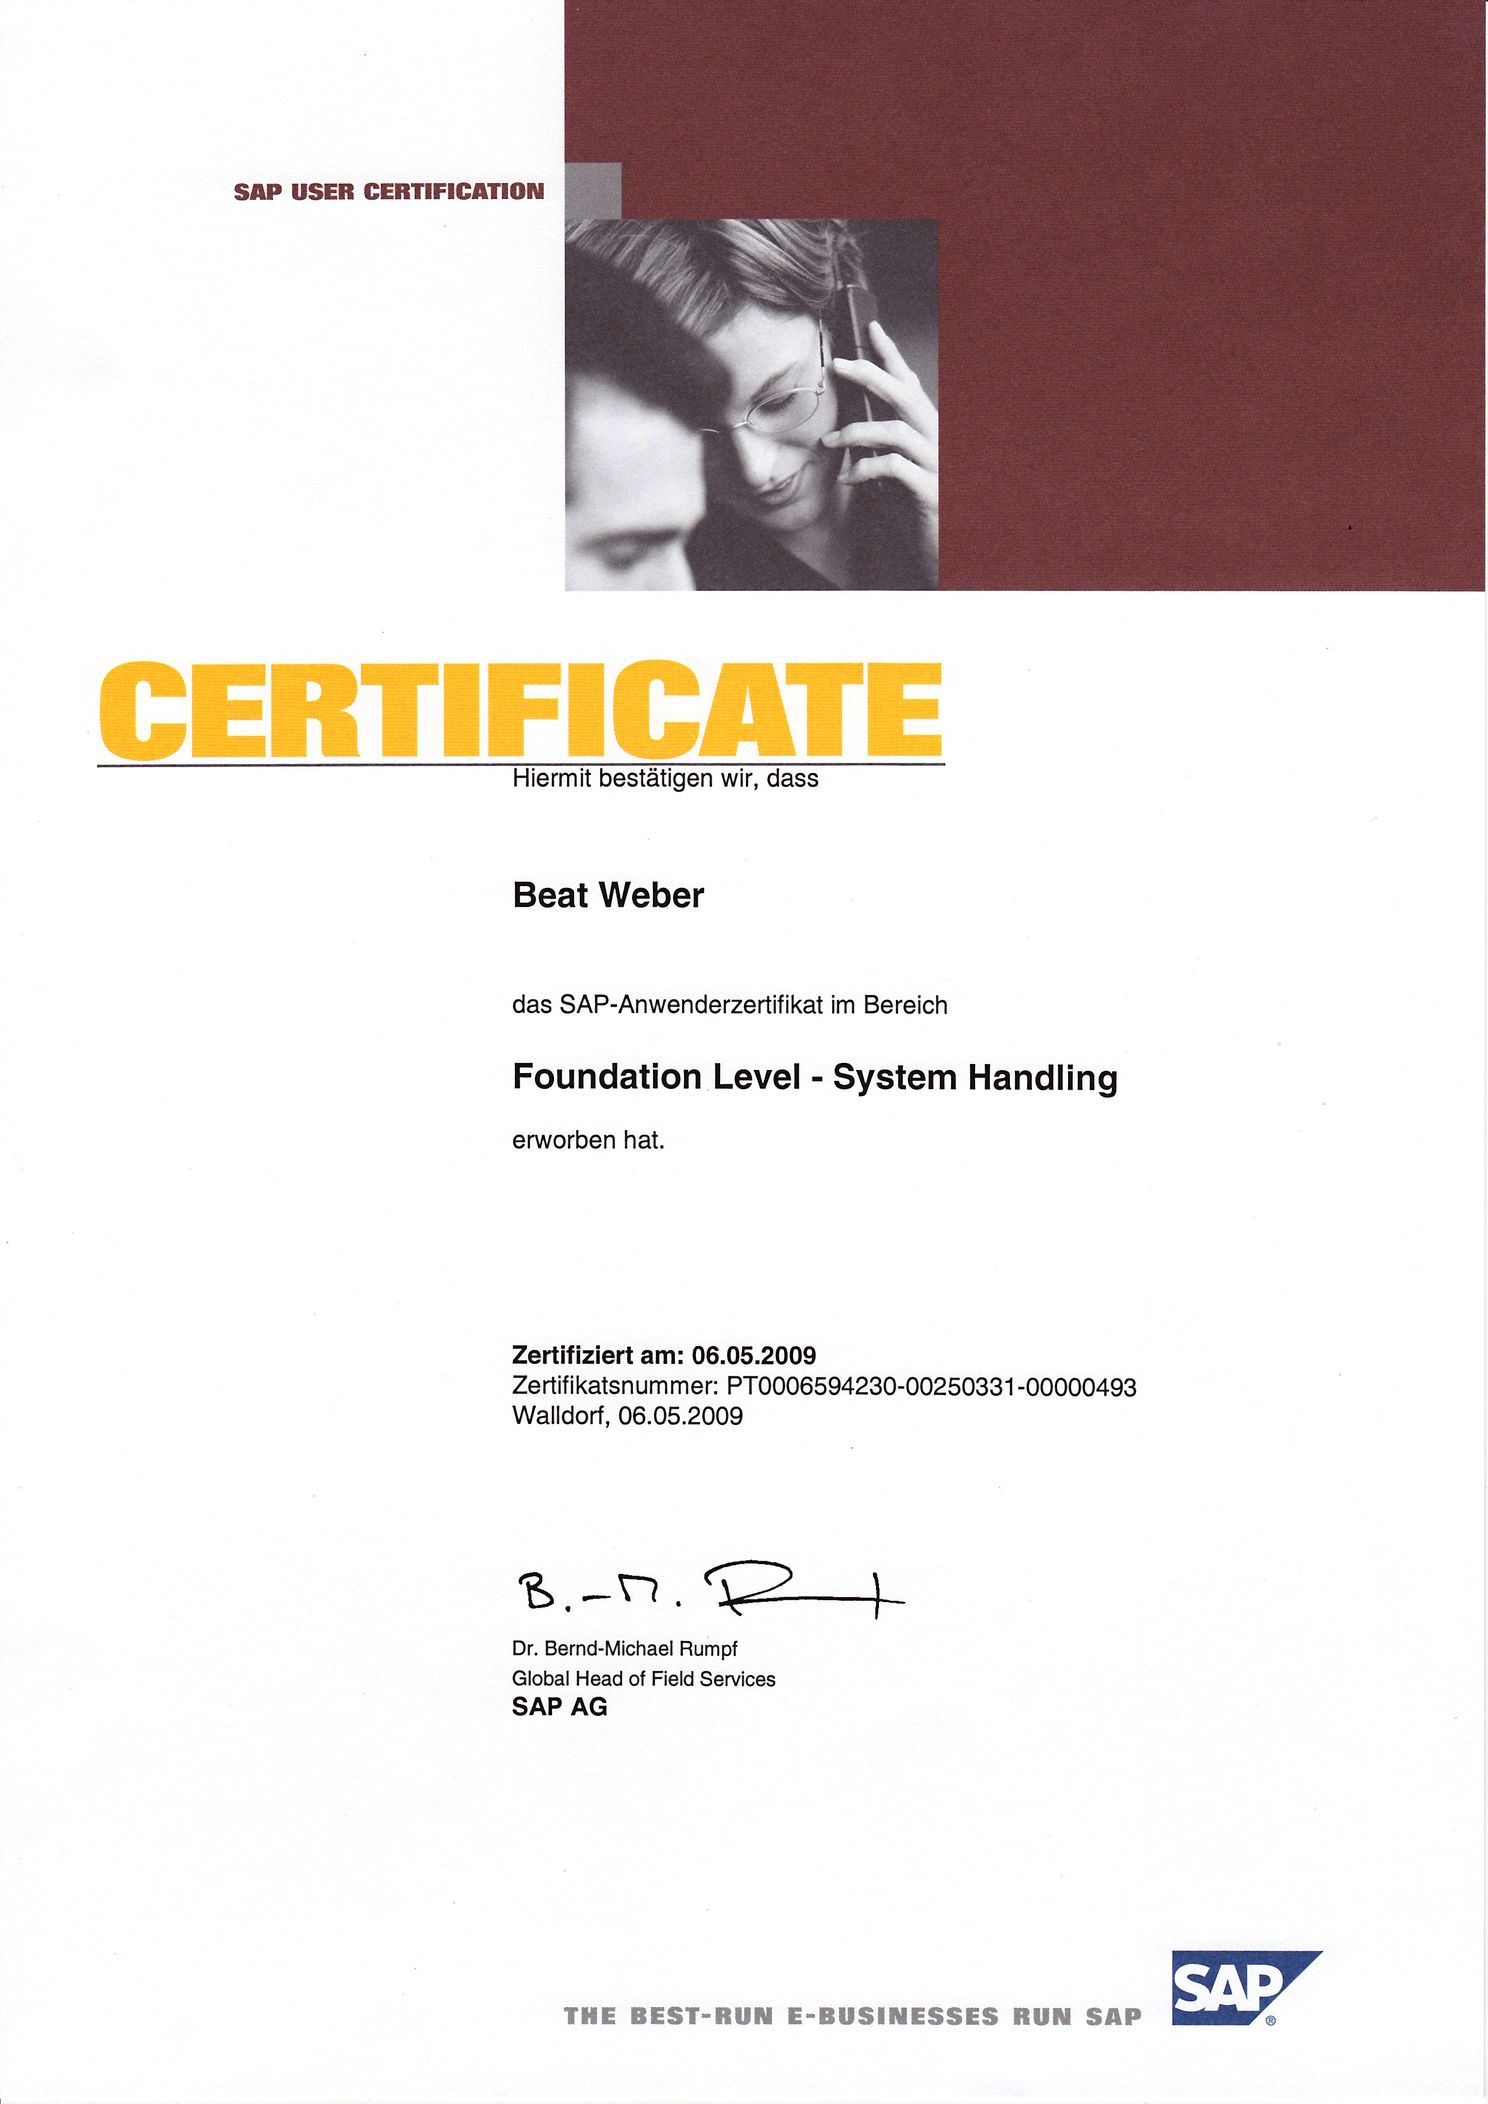 SAP USER CERTIFICATION
CERTIFICATE
Hiermit bestätigen wir, dass
Beat Weber
das SAP-Anwenderzertifikat im Bereich
Foundation Level - System Handling
erworben hat.
Zertifiziert am: 06.05.2009
Zertifikatsnummer: PT0006594230-00250331-00000493
Walldorf, 06.05.2009
B.-M. Rumpf
Dr. Bernd-Michael Rumpf
Global Head of Field Services
SAP AG
THE BEST-RUN E-BUSINESSES RUN SAP
SAP®